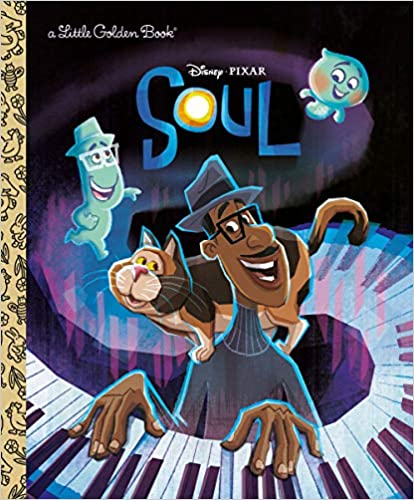 a Little Golden Book®
Disney · PIXAR
SOUL